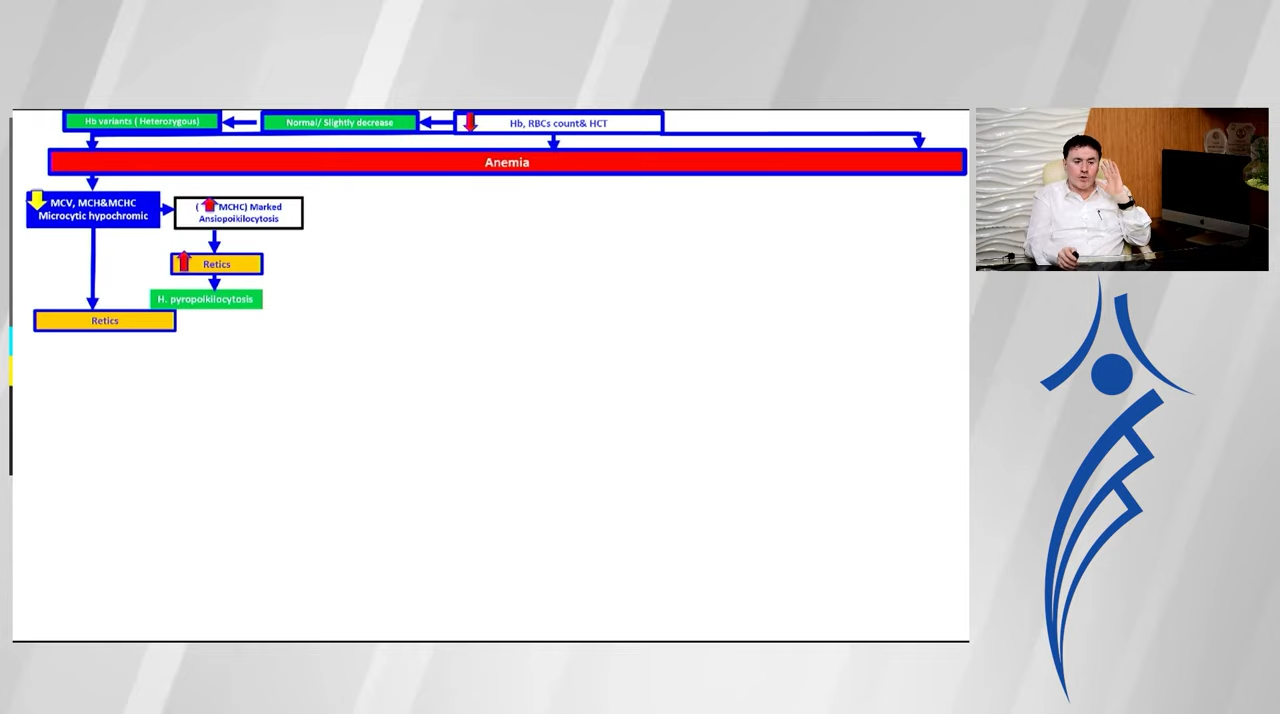 Hb variants ( Heterorygous)
Normal/ Slightly decrease
Hb, RBCs count& HCT
Anemia
MCV, MCH&MCHC
Microcytic hypochromic
( MCHC) Marked
Ansiopoikilocytosis
Retics
H. pyropoikilocytosis
Retics